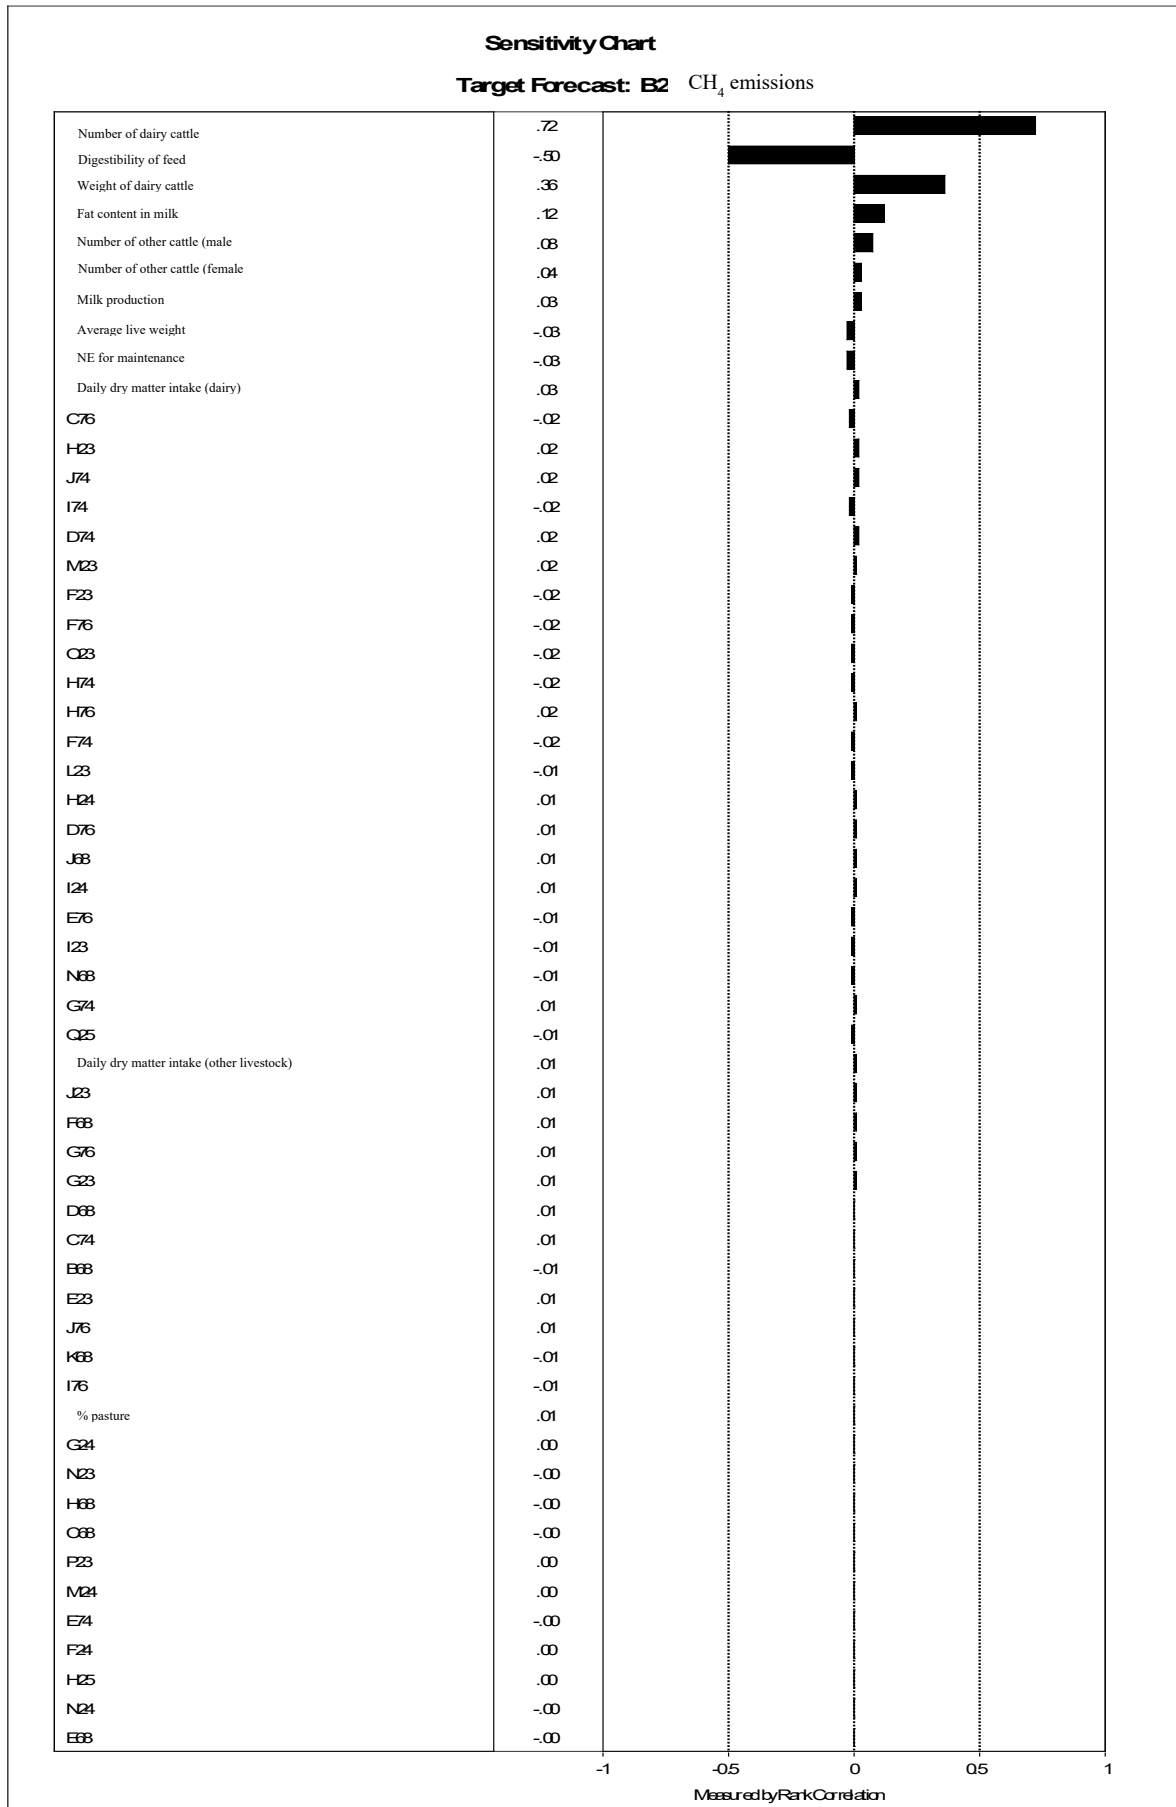 Sensitivity Chart
Target Forecast: B2 CH4 emissions
Number of dairy cattle .72
Digestibility of feed -.50
Weight of dairy cattle .36
Fat content in milk .12
Number of other cattle (male .08
Number of other cattle (female .04
Milk production .03
Average live weight -.03
NE for maintenance -.03
Daily dry matter intake (dairy) .03
C76 -.02
H23 .02
J74 .02
I74 -.02
D74 .02
M23 .02
F23 -.02
F76 -.02
O23 -.02
H74 -.02
H76 .02
F74 -.02
L23 -.01
H24 .01
D76 .01
J68 .01
I24 .01
E76 -.01
I23 -.01
N68 -.01
G74 .01
Q25 -.01
Daily dry matter intake (other livestock) .01
J23 .01
F68 .01
G76 .01
G23 .01
D68 .01
C74 .01
B68 -.01
E23 .01
J76 .01
K68 -.01
I76 -.01
% pasture .01
G24 .00
N23 -.00
H68 -.00
O68 -.00
P23 .00
M24 .00
E74 -.00
F24 .00
H25 .00
N24 -.00
E68 -.00
-1 -0.5 0 0.5 1
Measured by Rank Correlation